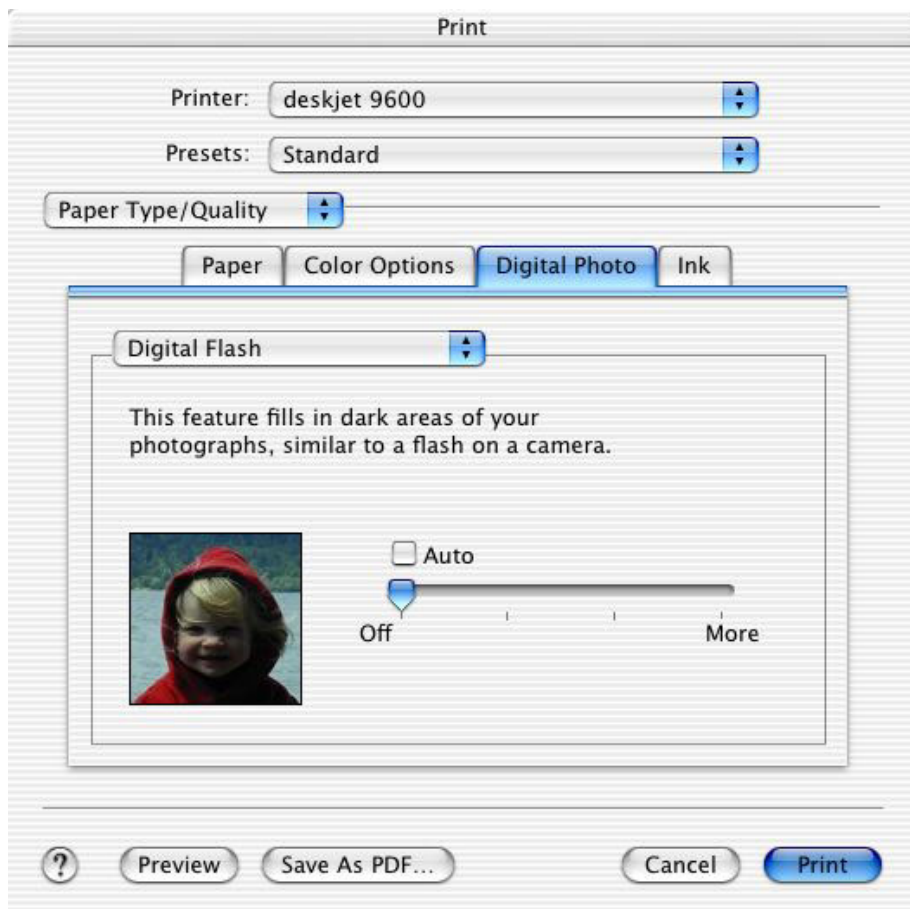 Print
Printer: deskjet 9600
Presets: Standard
Paper Type/Quality
Paper Color Options Digital Photo Ink
Digital Flash
This feature fills in dark areas of your
photographs, similar to a flash on a camera.
Auto
Off More
? Preview Save As PDF... Cancel Print